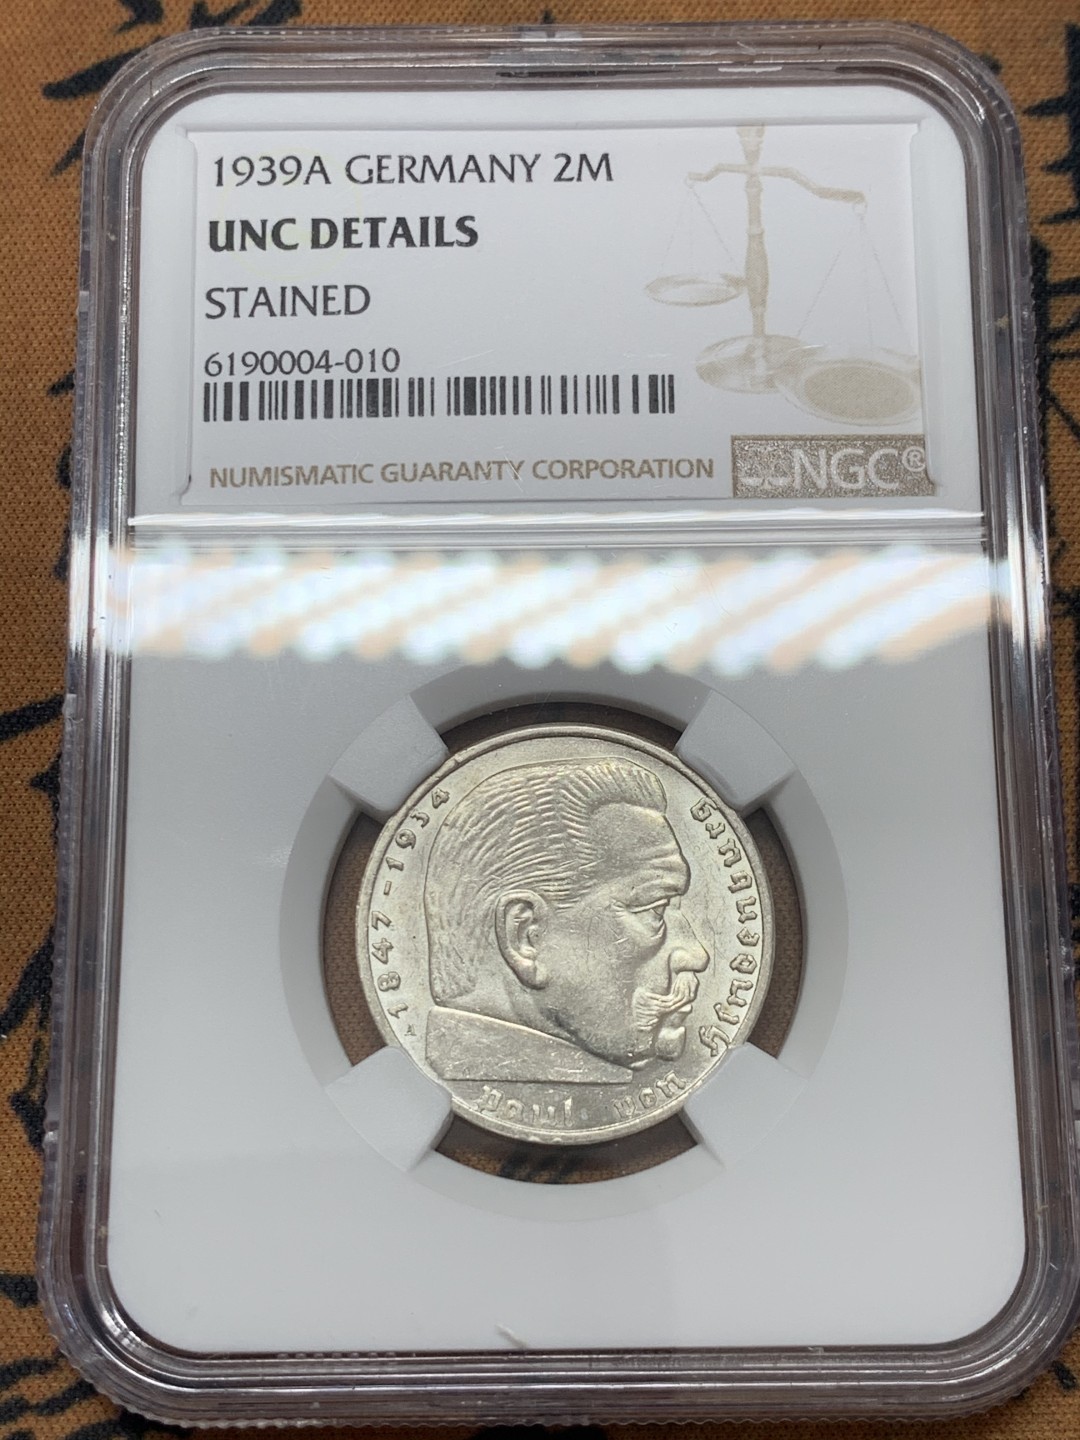 1939A GERMANY 2M
UNC DETAILS
STAINED
6190004-010
NUMISMATIC GUARANTY CORPORATION
NGC®
1847-1934
A
Paul von
Hindenburg